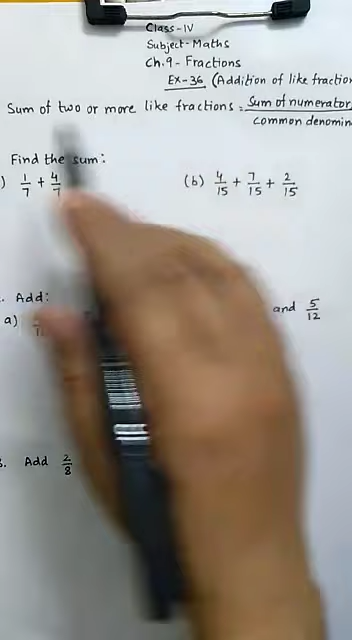 Class-IV
Subject-Maths
Ch.9-Fractions
Ex-36 (Addition of like fraction
Sum of two or more like fractions = Sum of numerator
common denomin
Find the sum:
) 1/7 + 4/7
(b) 4/15 + 7/15 + 2/15
. Add:
a)
and 5/12
3. Add 2/8